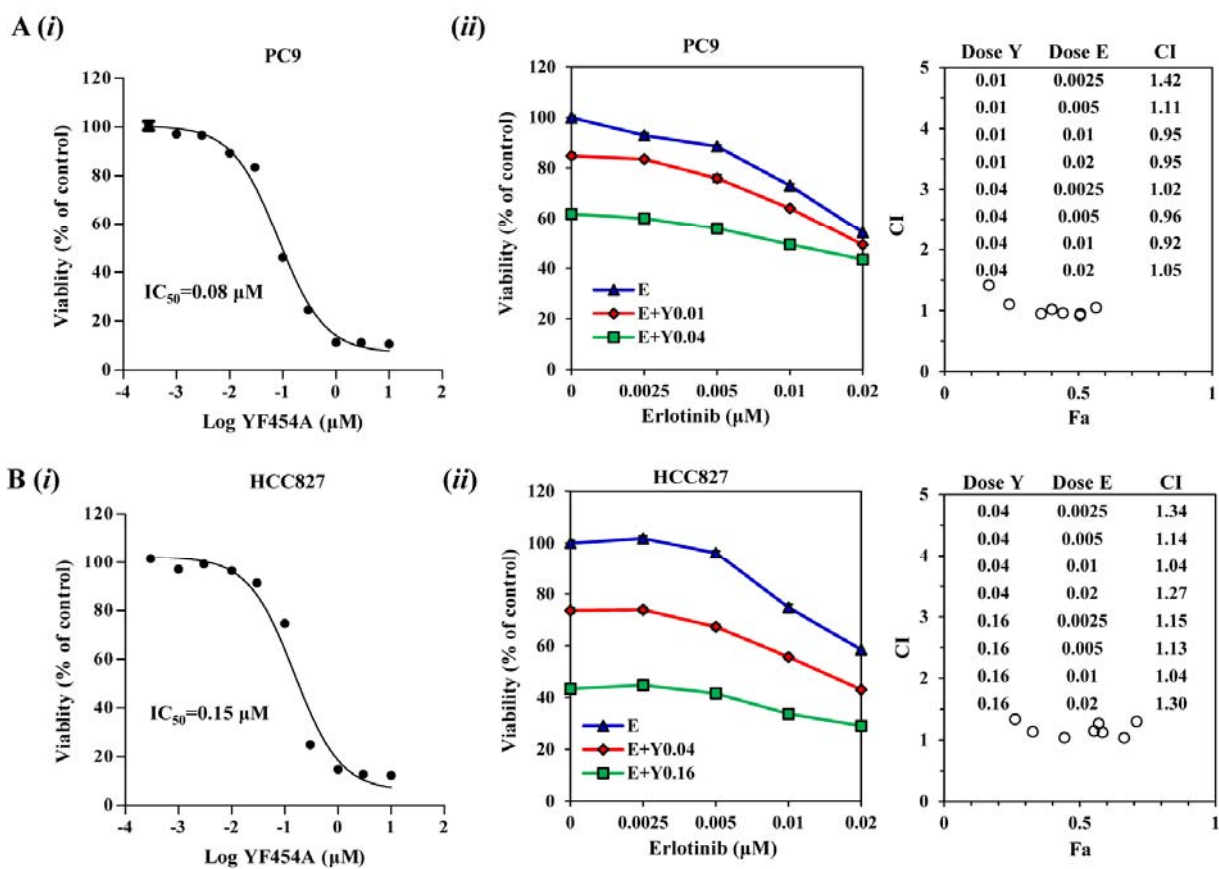 A (i)
PC9
Viablity (% of control)
120
100
80
60
40
20
0
IC50=0.08 µM
-4 -3 -2 -1 0 1 2
Log YF454A (µM)
(ii)
PC9
Viability (% of control)
120
100
80
60
40
20
0
E
E+Y0.01
E+Y0.04
0 0.0025 0.005 0.01 0.02
Erlotinib (µM)
Dose Y Dose E CI
0.01 0.0025 1.42
0.01 0.005 1.11
0.01 0.01 0.95
0.01 0.02 0.95
0.04 0.0025 1.02
0.04 0.005 0.96
0.04 0.01 0.92
0.04 0.02 1.05
CI
5
4
3
2
1
0
0 0.5 1
Fa
B (i)
HCC827
Viablity (% of control)
120
100
80
60
40
20
0
IC50=0.15 µM
-4 -3 -2 -1 0 1 2
Log YF454A (µM)
(ii)
HCC827
Viability (% of control)
120
100
80
60
40
20
0
E
E+Y0.04
E+Y0.16
0 0.0025 0.005 0.01 0.02
Erlotinib (µM)
Dose Y Dose E CI
0.04 0.0025 1.34
0.04 0.005 1.14
0.04 0.01 1.04
0.04 0.02 1.27
0.16 0.0025 1.15
0.16 0.005 1.13
0.16 0.01 1.04
0.16 0.02 1.30
CI
5
4
3
2
1
0
0 0.5 1
Fa